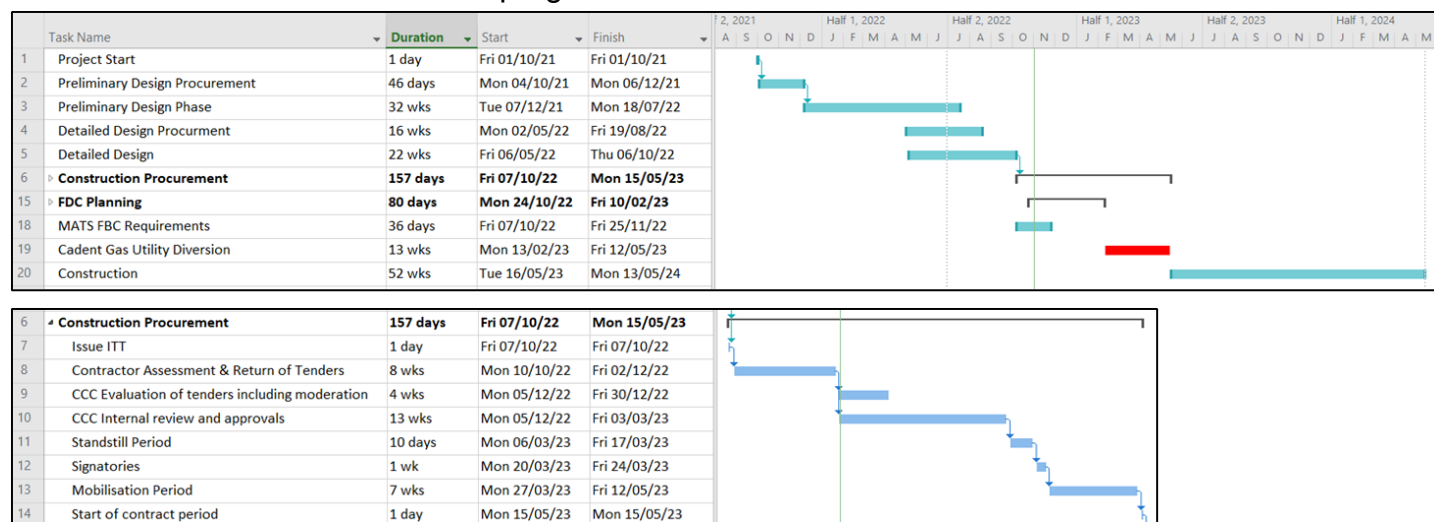 2, 2021 Half 1, 2022 Half 2, 2022 Half 1, 2023 Half 2, 2023 Half 1, 2024
Task Name Duration Start Finish A S O N D J F M A M J J A S O N D J F M A M J J A S O N D J F M A M
1 Project Start 1 day Fri 01/10/21 Fri 01/10/21
2 Preliminary Design Procurement 46 days Mon 04/10/21 Mon 06/12/21
3 Preliminary Design Phase 32 wks Tue 07/12/21 Mon 18/07/22
4 Detailed Design Procurment 16 wks Mon 02/05/22 Fri 19/08/22
5 Detailed Design 22 wks Fri 06/05/22 Thu 06/10/22
6 Construction Procurement 157 days Fri 07/10/22 Mon 15/05/23
15 FDC Planning 80 days Mon 24/10/22 Fri 10/02/23
18 MATS FBC Requirements 36 days Fri 07/10/22 Fri 25/11/22
19 Cadent Gas Utility Diversion 13 wks Mon 13/02/23 Fri 12/05/23
20 Construction 52 wks Tue 16/05/23 Mon 13/05/24
6 Construction Procurement 157 days Fri 07/10/22 Mon 15/05/23
7 Issue ITT 1 day Fri 07/10/22 Fri 07/10/22
8 Contractor Assessment & Return of Tenders 8 wks Mon 10/10/22 Fri 02/12/22
9 CCC Evaluation of tenders including moderation 4 wks Mon 05/12/22 Fri 30/12/22
10 CCC Internal review and approvals 13 wks Mon 05/12/22 Fri 03/03/23
11 Standstill Period 10 days Mon 06/03/23 Fri 17/03/23
12 Signatories 1 wk Mon 20/03/23 Fri 24/03/23
13 Mobilisation Period 7 wks Mon 27/03/23 Fri 12/05/23
14 Start of contract period 1 day Mon 15/05/23 Mon 15/05/23